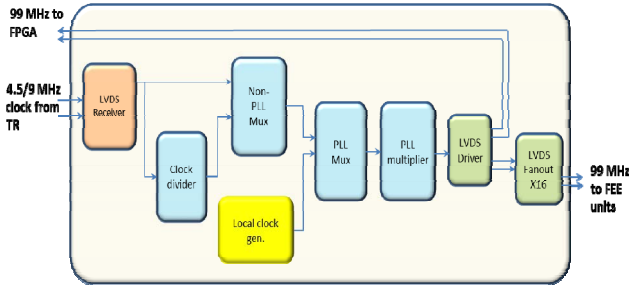 99 MHz to
FPGA
4.5/9 MHz
clock from
TR
LVDS
Receiver
Non-
PLL
Mux
Clock
divider
Local clock
gen.
PLL
Mux
PLL
multiplier
LVDS
Driver
LVDS
Fanout
X16
99 MHz
to FEE
units